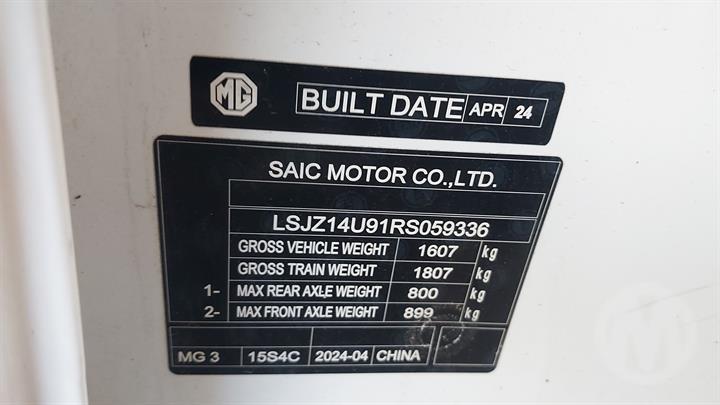 MG BUILT DATE APR 24
SAIC MOTOR CO.,LTD.
LSJZ14U91RS059336
GROSS VEHICLE WEIGHT 1607 kg
GROSS TRAIN WEIGHT 1807 kg
1- MAX REAR AXLE WEIGHT 800 kg
2- MAX FRONT AXLE WEIGHT 899 kg
MG 3 15S4C 2024-04 CHINA
M